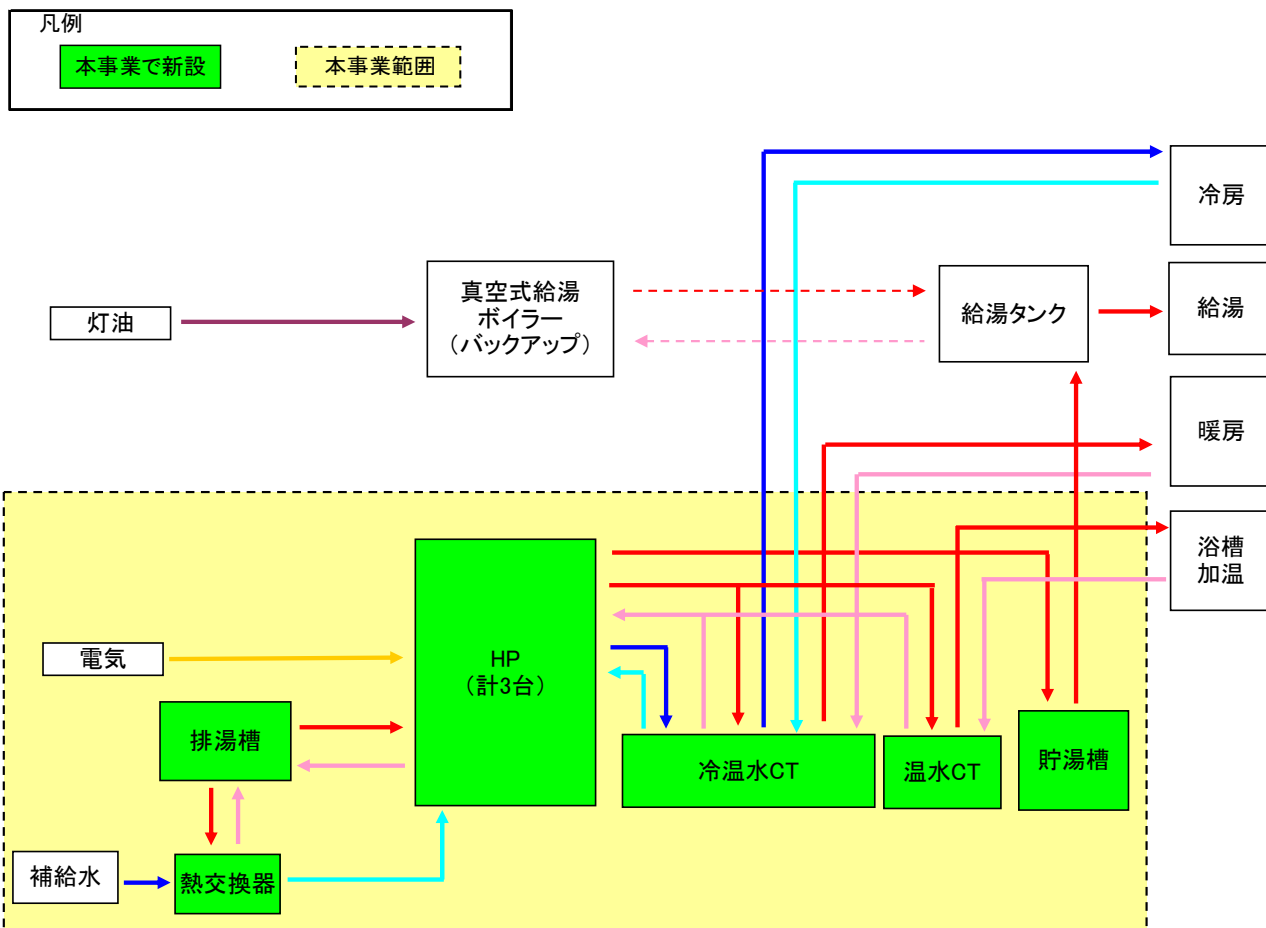 凡例
本事業で新設
本事業範囲
冷房
灯油
真空式給湯
ボイラー
（バックアップ）
給湯タンク
給湯
暖房
浴槽
加温
電気
HP
（計3台）
排湯槽
冷温水CT
温水CT
貯湯槽
補給水
熱交換器